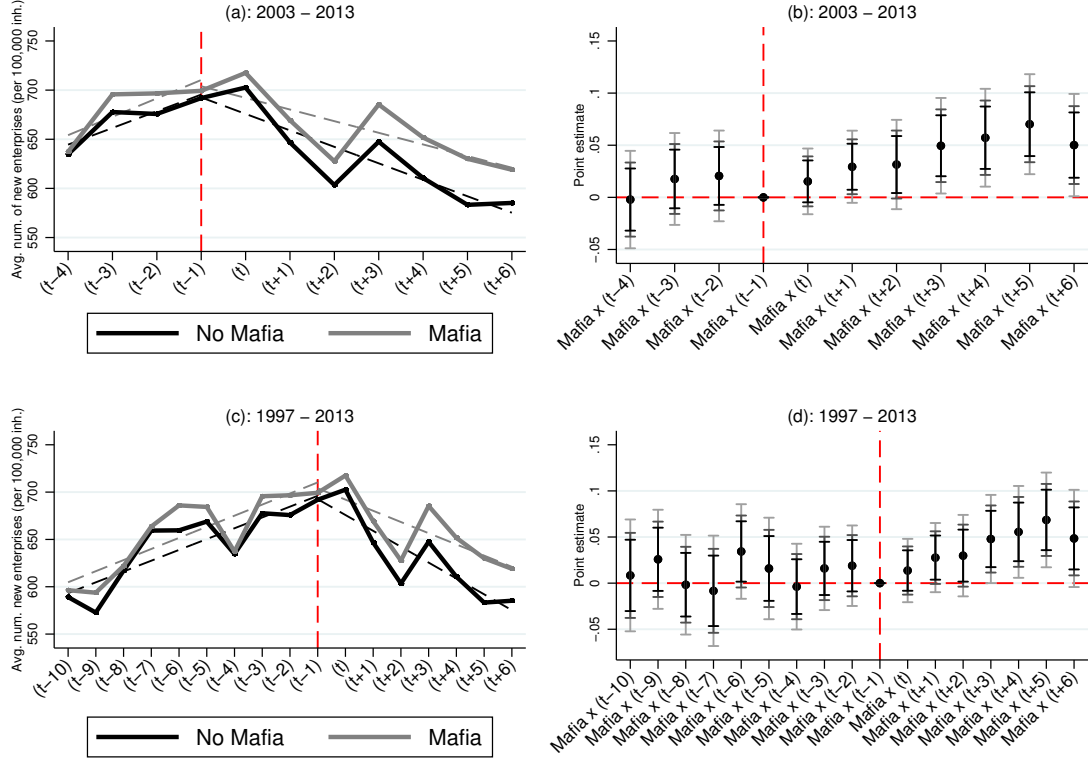 (a): 2003 – 2013
Avg. num. of new enterprises (per 100,000 inh.)
750
700
650
600
550
(t−4)
(t−3)
(t−2)
(t−1)
(t)
(t+1)
(t+2)
(t+3)
(t+4)
(t+5)
(t+6)
No Mafia
Mafia
(b): 2003 – 2013
Point estimate
.15
.1
.05
0
−.05
Mafia x (t−4)
Mafia x (t−3)
Mafia x (t−2)
Mafia x (t−1)
Mafia x (t)
Mafia x (t+1)
Mafia x (t+2)
Mafia x (t+3)
Mafia x (t+4)
Mafia x (t+5)
Mafia x (t+6)
(c): 1997 – 2013
Avg. num. new enterprises (per 100,000 inh.)
750
700
650
600
550
(t−10)
(t−9)
(t−8)
(t−7)
(t−6)
(t−5)
(t−4)
(t−3)
(t−2)
(t−1)
(t)
(t+1)
(t+2)
(t+3)
(t+4)
(t+5)
(t+6)
No Mafia
Mafia
(d): 1997 – 2013
Point estimate
.15
.1
.05
0
−.05
Mafia x (t−10)
Mafia x (t−9)
Mafia x (t−8)
Mafia x (t−7)
Mafia x (t−6)
Mafia x (t−5)
Mafia x (t−4)
Mafia x (t−3)
Mafia x (t−2)
Mafia x (t−1)
Mafia x (t)
Mafia x (t+1)
Mafia x (t+2)
Mafia x (t+3)
Mafia x (t+4)
Mafia x (t+5)
Mafia x (t+6)